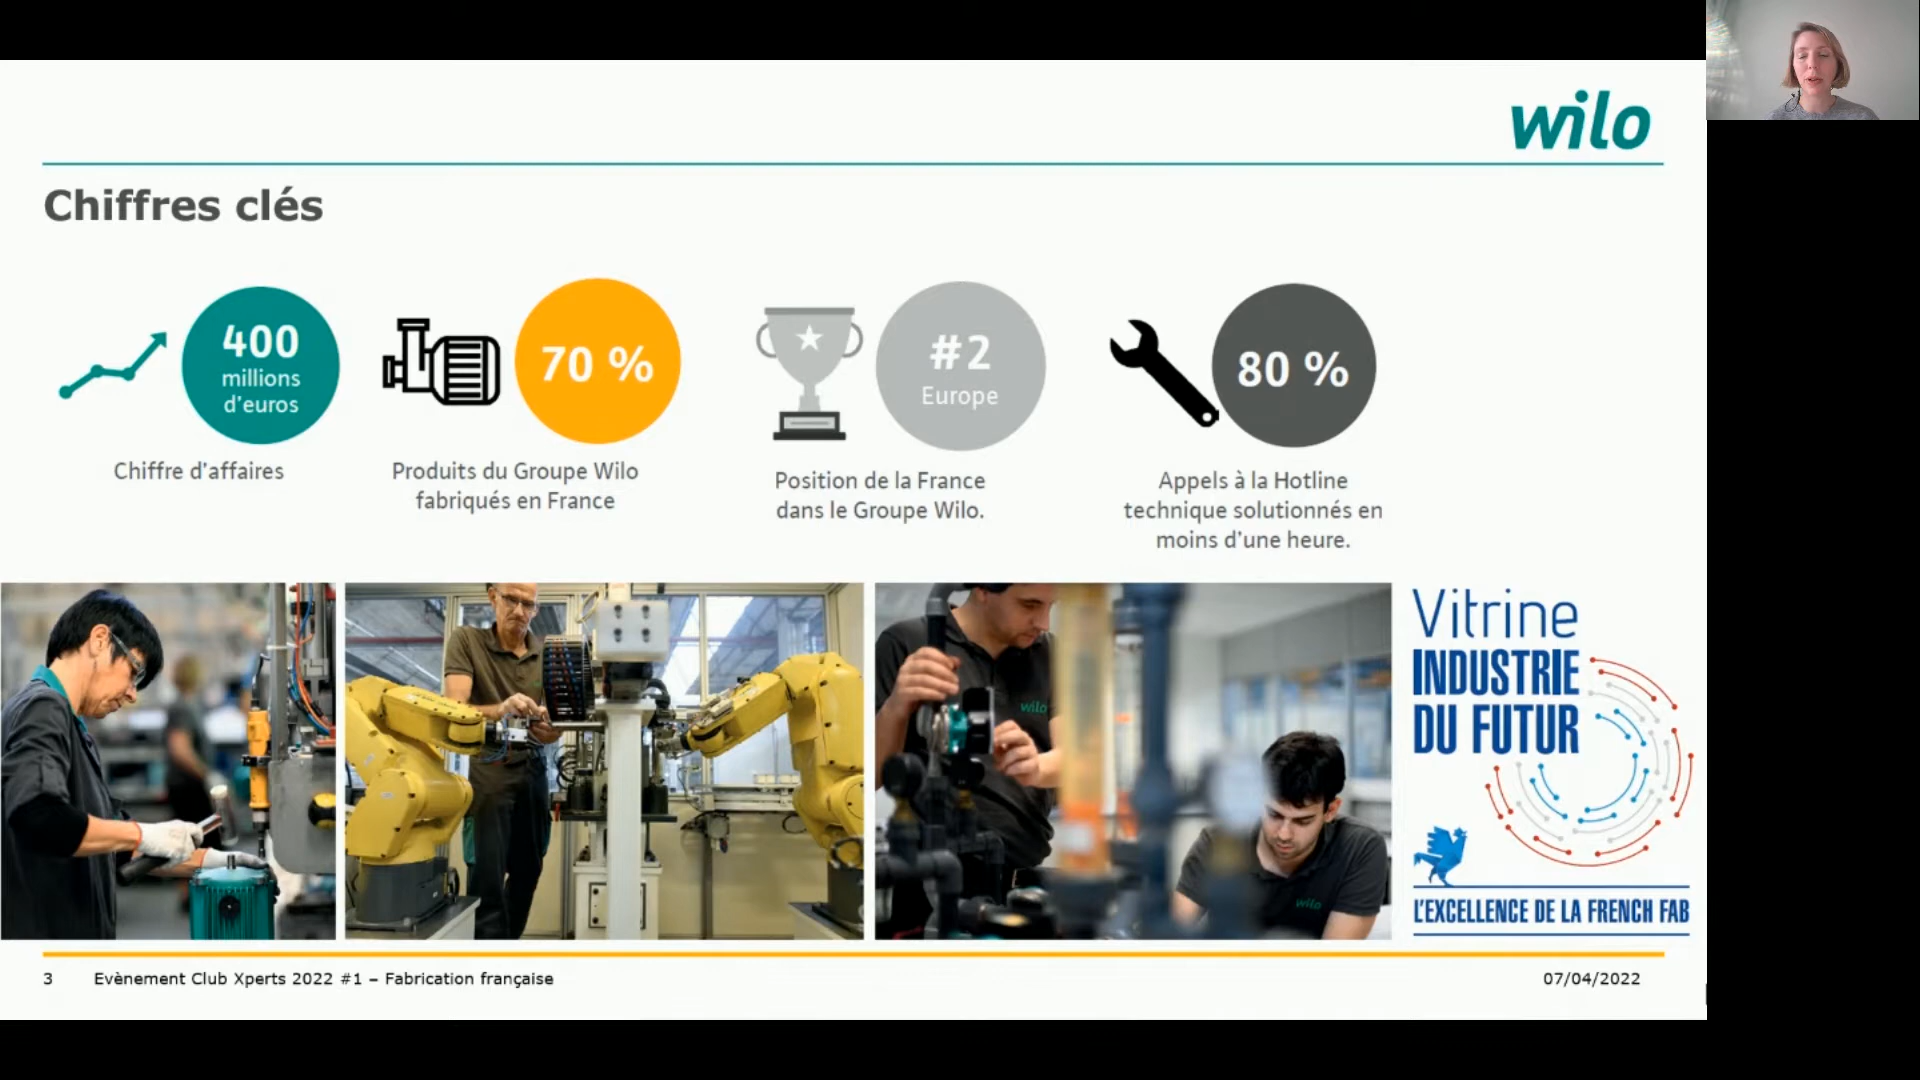 wilo
Chiffres clés
400
millions
d'euros
Chiffre d'affaires
70 %
Produits du Groupe Wilo
fabriqués en France
#2
Europe
Position de la France
dans le Groupe Wilo.
80 %
Appels à la Hotline
technique solutionnés en
moins d'une heure.
wilo
wilo
Vitrine
INDUSTRIE
DU FUTUR
L'EXCELLENCE DE LA FRENCH FAB
3
Evènement Club Xperts 2022 #1 – Fabrication française
07/04/2022